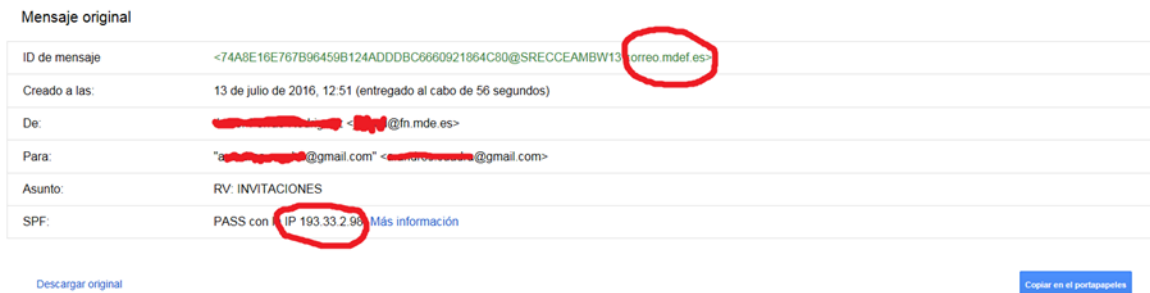 Mensaje original
ID de mensaje <74A8E16E767B96459B124ADDDBC6660921864C80@SRECCEAMBW13.correo.mdef.es>
Creado a las: 13 de julio de 2016, 12:51 (entregado al cabo de 56 segundos)
De: @fn.mde.es>
Para: "a @gmail.com" < @gmail.com>
Asunto: RV: INVITACIONES
SPF: PASS con IP 193.33.2.98 Más información
Descargar original Copiar en el portapapeles